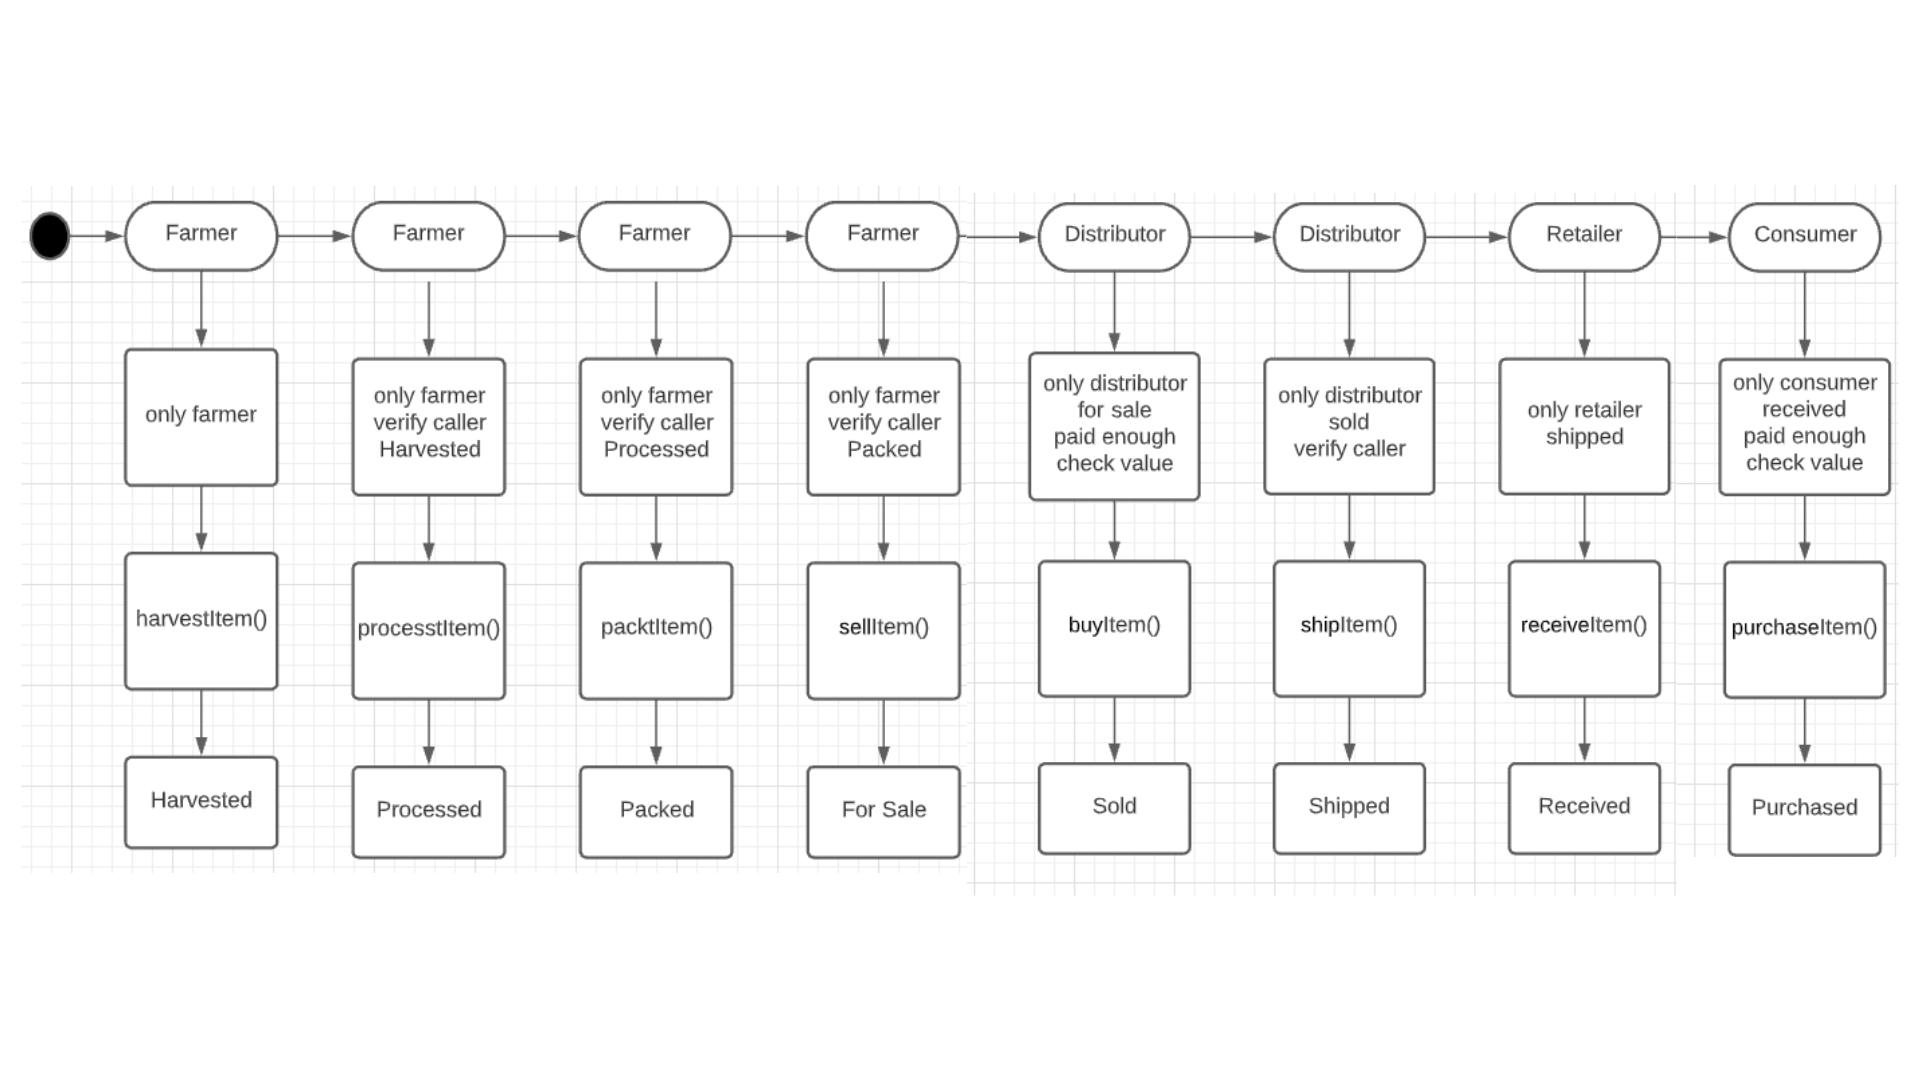 Farmer
Farmer
Farmer
Farmer
Distributor
Distributor
Retailer
Consumer
only farmer
only farmer
verify caller
Harvested
only farmer
verify caller
Processed
only farmer
verify caller
Packed
only distributor
for sale
paid enough
check value
only distributor
sold
verify caller
only retailer
shipped
only consumer
received
paid enough
check value
harvestItem()
processtItem()
packtItem()
sellItem()
buyItem()
shipItem()
receiveItem()
purchaseItem()
Harvested
Processed
Packed
For Sale
Sold
Shipped
Received
Purchased